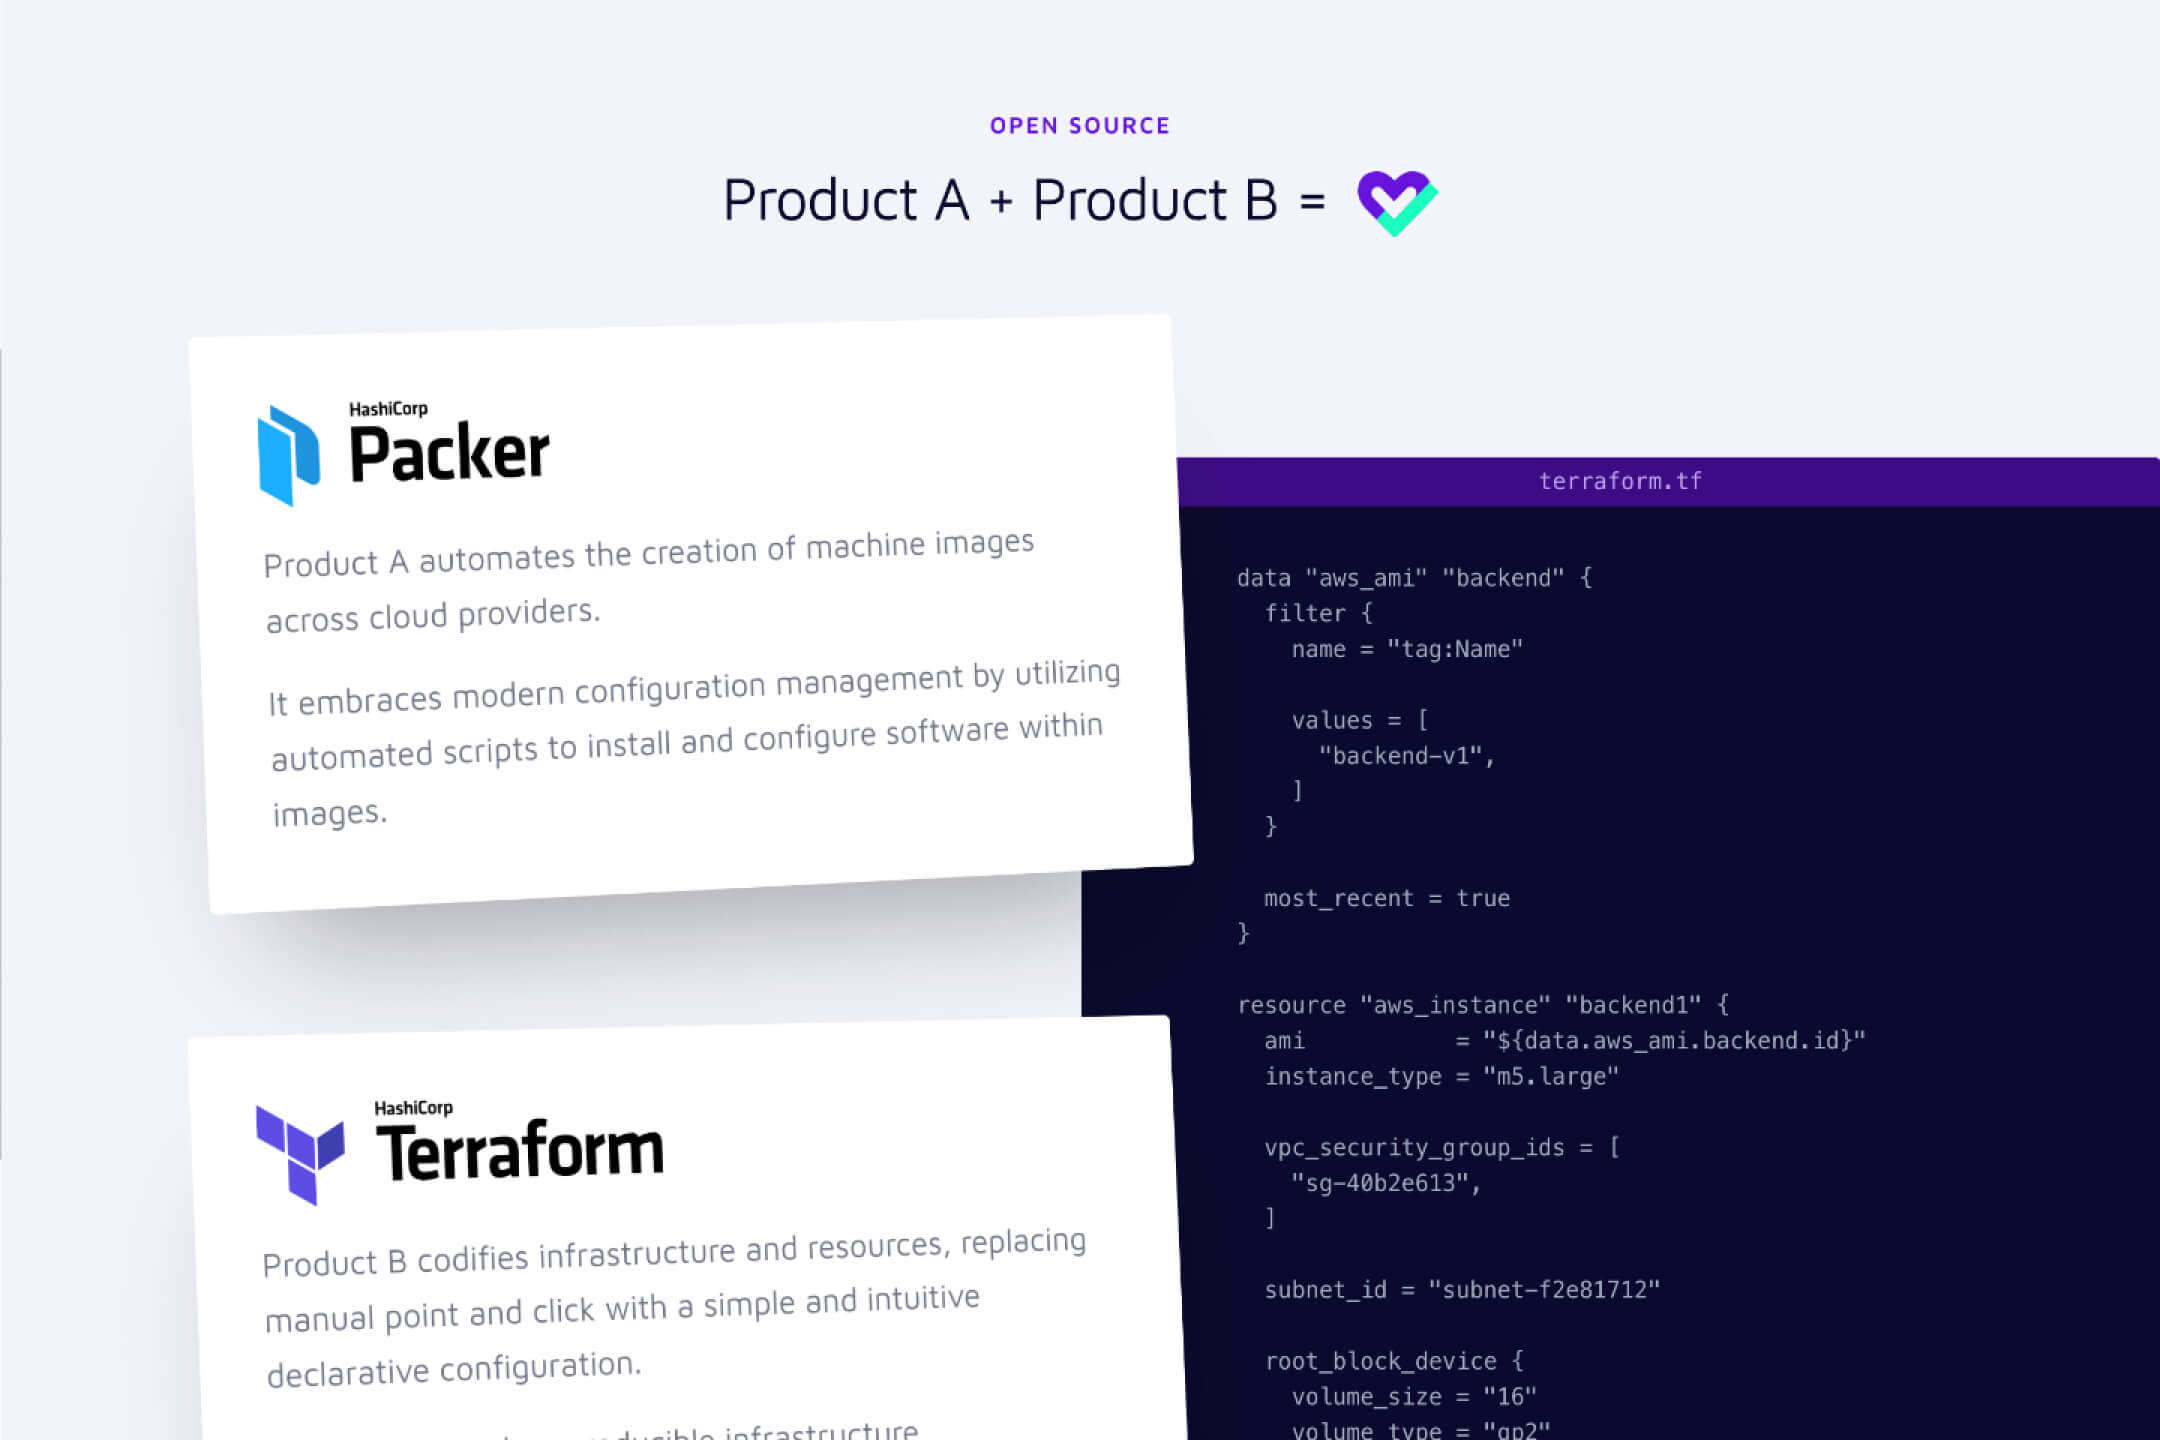 OPEN SOURCE
Product A + Product B =
HashiCorp
Packer
Product A automates the creation of machine images
across cloud providers.
It embraces modern configuration management by utilizing
automated scripts to install and configure software within
images.
HashiCorp
Terraform
Product B codifies infrastructure and resources, replacing
manual point and click with a simple and intuitive
declarative configuration.
infrastructure
terraform.tf
data "aws_ami" "backend" {
filter {
name = "tag:Name"
values = [
"backend-v1",
]
}
most_recent = true
}
resource "aws_instance" "backend1" {
ami = "${data.aws_ami.backend.id}"
instance_type = "m5.large"
vpc_security_group_ids = [
"sg-40b2e613",
]
subnet_id = "subnet-f2e81712"
root_block_device {
volume_size = "16"
volume_type = "gp2"